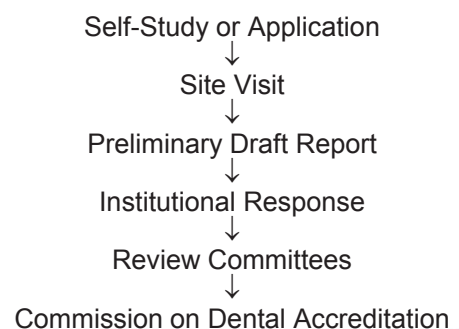 Self-Study or Application
↓
Site Visit
↓
Preliminary Draft Report
↓
Institutional Response
↓
Review Committees
↓
Commission on Dental Accreditation